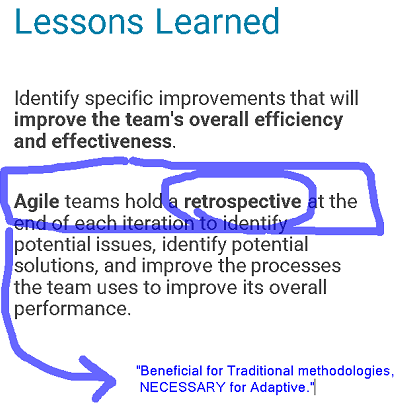 Lessons Learned
Identify specific improvements that will
improve the team's overall efficiency
and effectiveness.
Agile teams hold a retrospective at the
end of each iteration to identify
potential issues, identify potential
solutions, and improve the processes
the team uses to improve its overall
performance.
"Beneficial for Traditional methodologies,
NECESSARY for Adaptive."